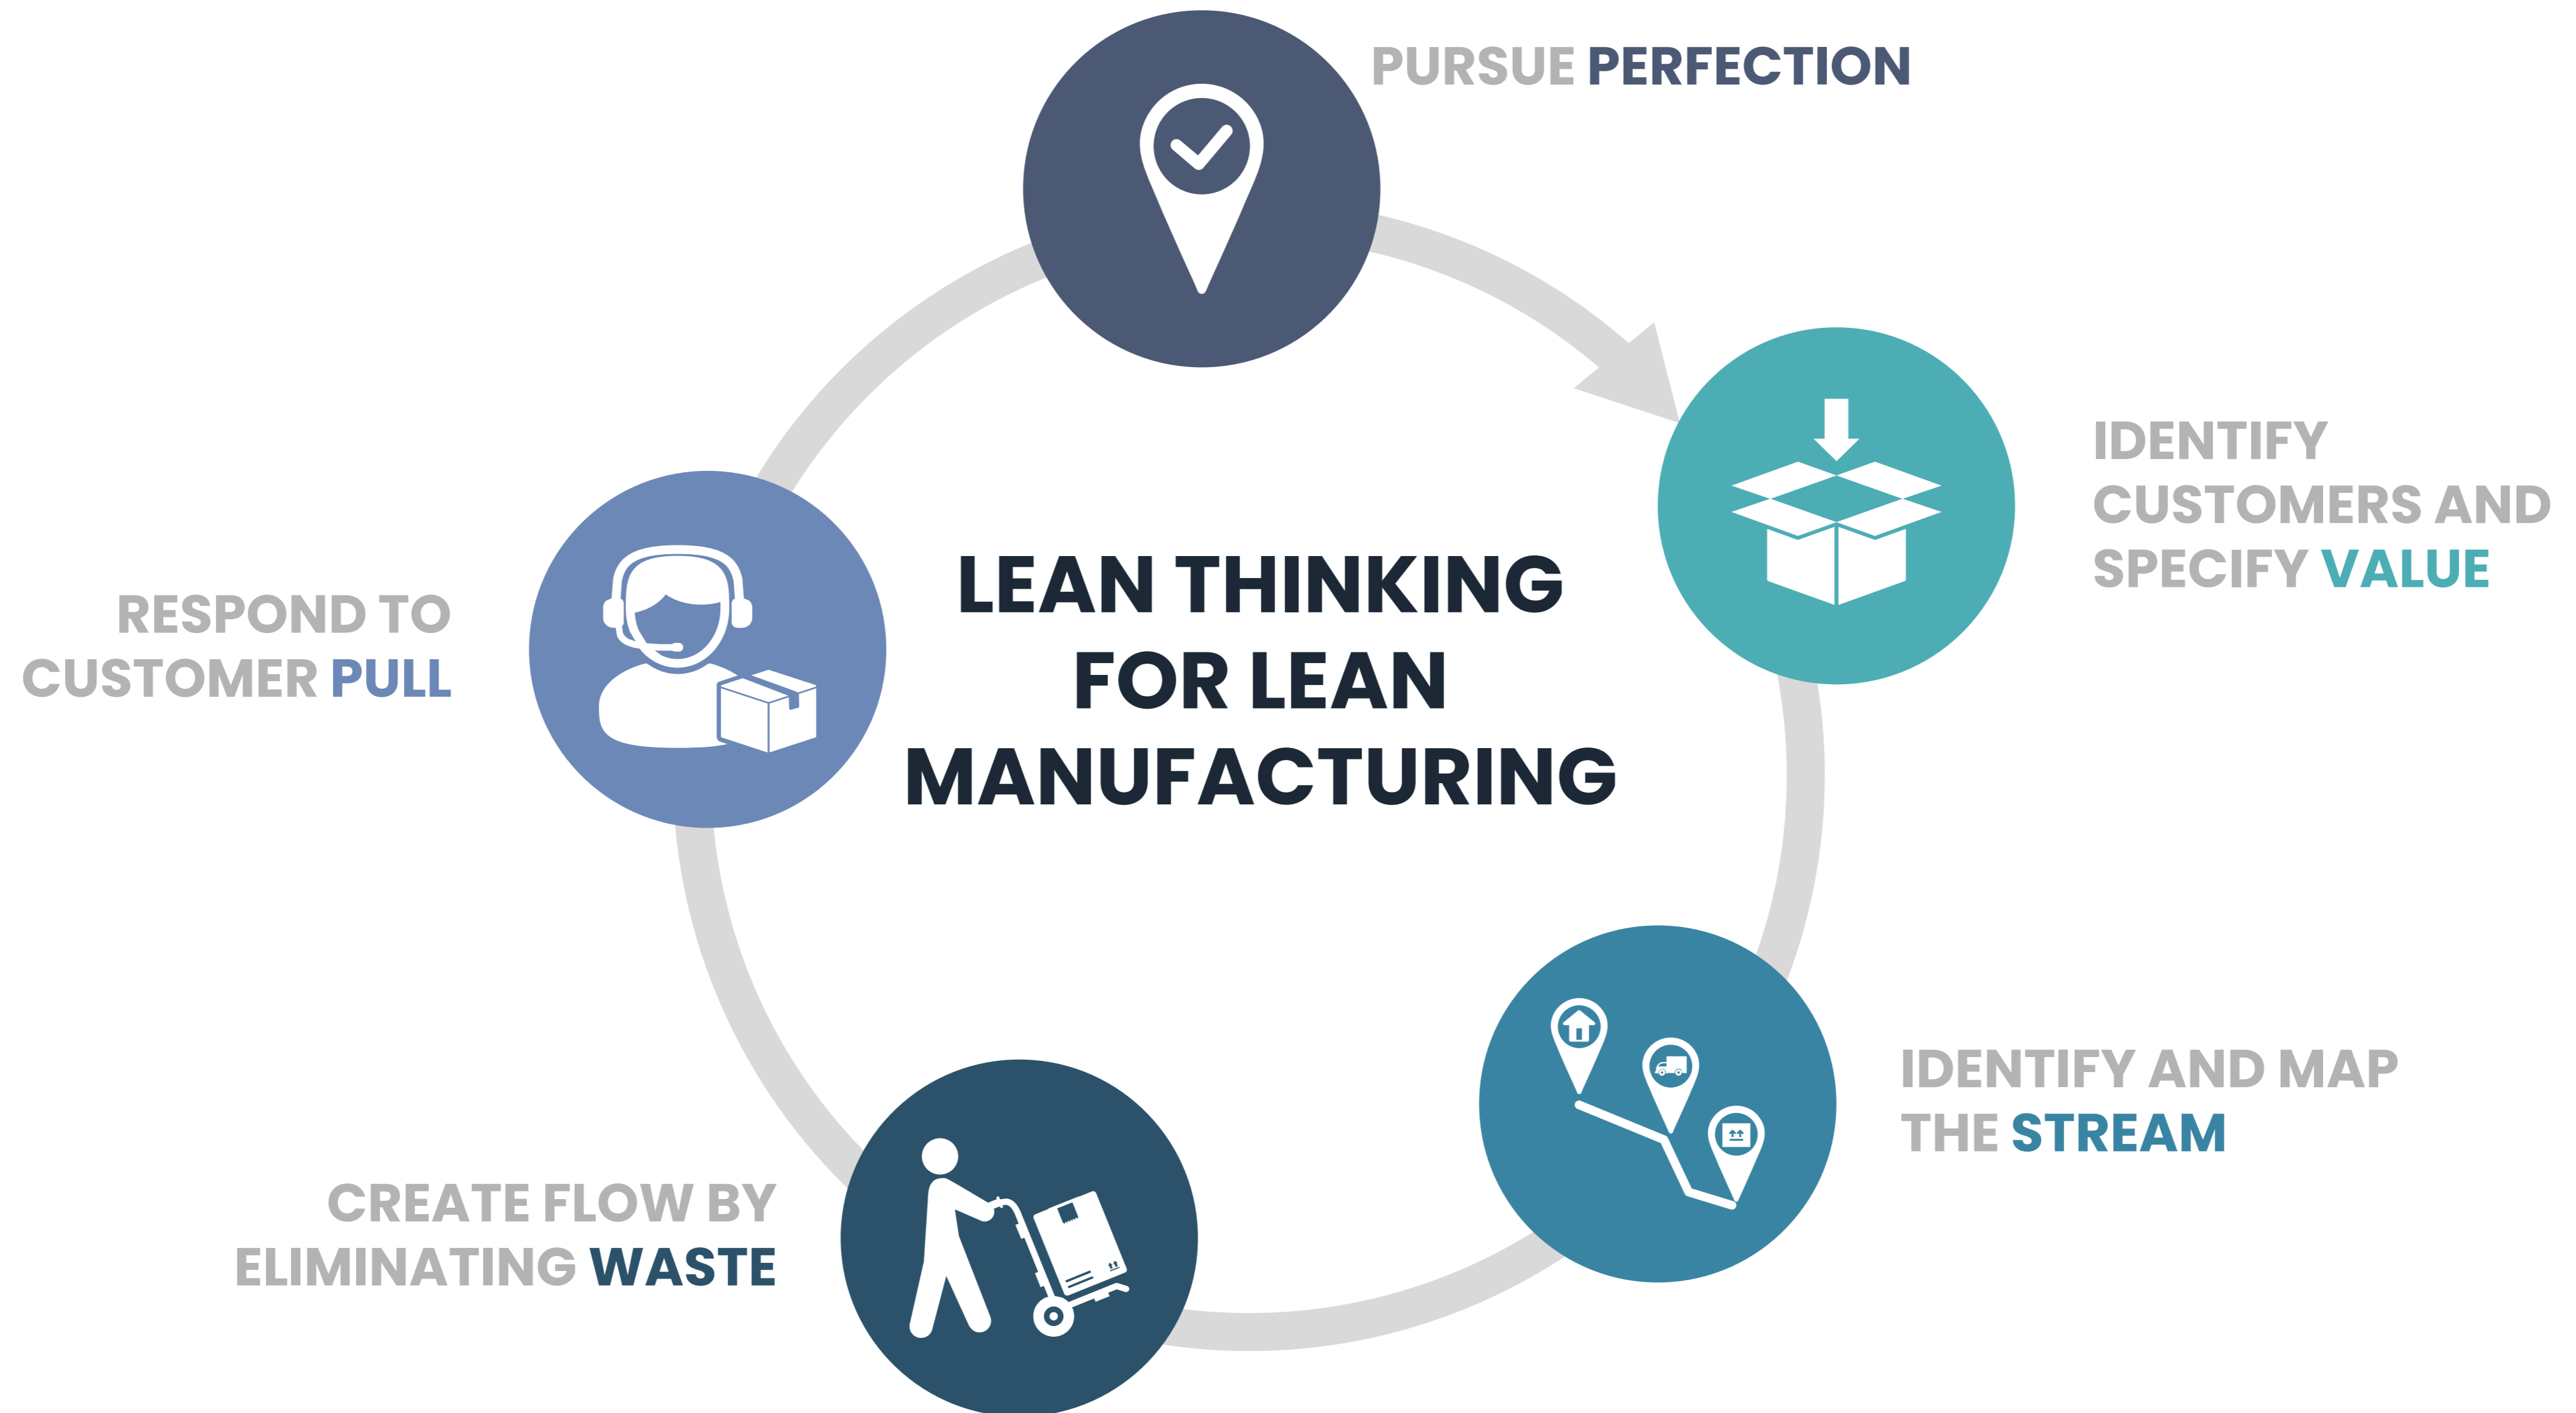 PURSUE PERFECTION
IDENTIFY
CUSTOMERS AND
SPECIFY VALUE
LEAN THINKING
FOR LEAN
MANUFACTURING
RESPOND TO
CUSTOMER PULL
IDENTIFY AND MAP
THE STREAM
CREATE FLOW BY
ELIMINATING WASTE